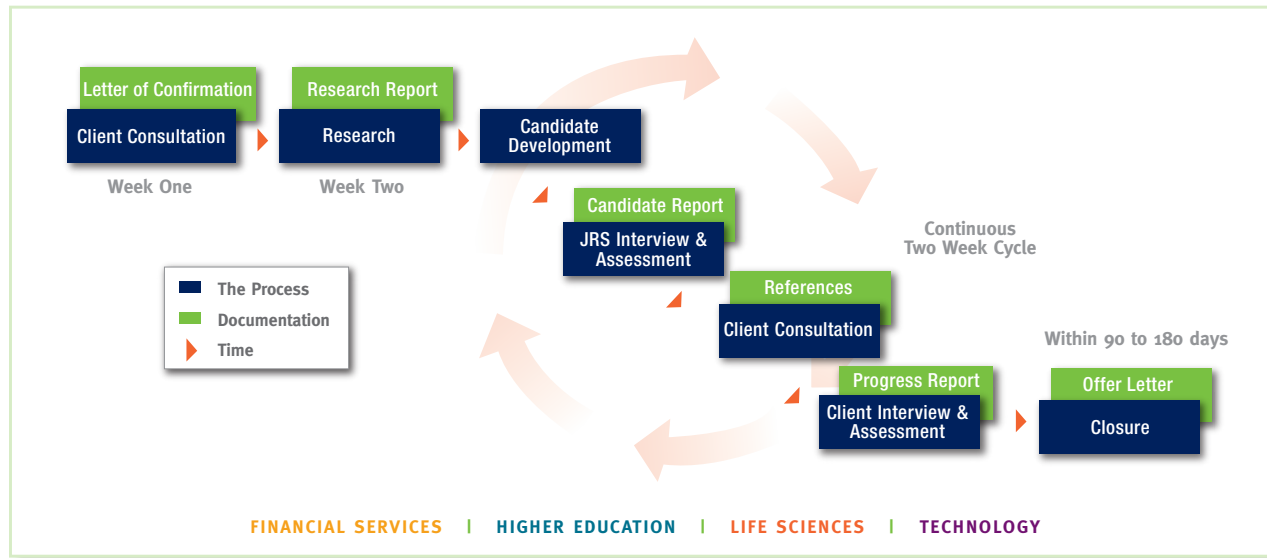 Letter of Confirmation
Client Consultation
Week One
Research Report
Research
Week Two
Candidate
Development
Candidate Report
JRS Interview &
Assessment
References
Client Consultation
Continuous
Two Week Cycle
Progress Report
Client Interview &
Assessment
Within 90 to 180 days
Offer Letter
Closure
The Process
Documentation
Time
FINANCIAL SERVICES | HIGHER EDUCATION | LIFE SCIENCES | TECHNOLOGY